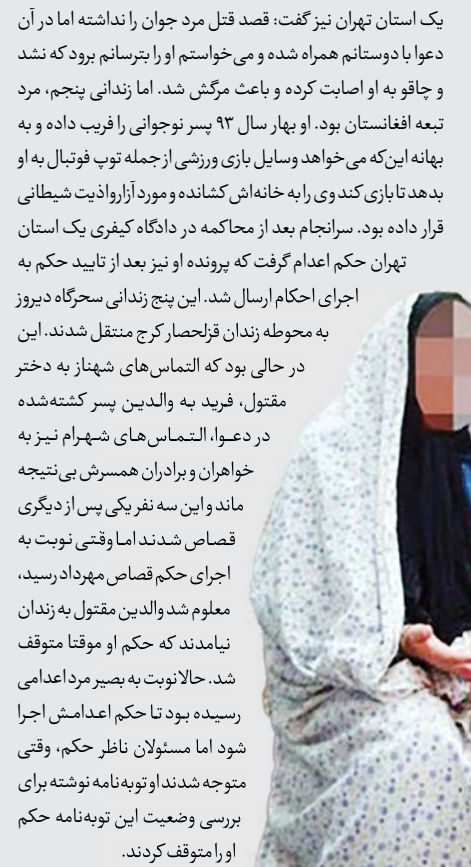 یک استان تهران نیز گفت: قصد قتل مرد جوان را نداشته اما در آن
دعوا با دوستانم همراه شده و می‌خواستم او را بترسانم برود که نشد
و چاقو به او اصابت کرده و باعث مرگش شد. اما زندانی پنجم، مرد
تبعه افغانستان بود. او بهار سال ۹۳ پسر نوجوانی را فریب داده و به
بهانه این‌که می‌خواهد وسایل بازی ورزشی از جمله توپ فوتبال به او
بدهد تا بازی کند وی را به خانه‌اش کشانده و مورد آزار و اذیت شیطانی
قرار داده بود. سرانجام بعد از محاکمه در دادگاه کیفری یک استان
تهران حکم اعدام گرفت که پرونده او نیز بعد از تایید حکم به
اجرای احکام ارسال شد. این پنج زندانی سحرگاه دیروز
به محوطه زندان قزلحصار کرج منتقل شدند. این
در حالی بود که التماس‌های شهناز به دختر
مقتول، فرید به والدین پسر کشته‌شده
در دعوا، التماس‌های شهرام نیز به
خواهران و برادران همسرش بی‌نتیجه
ماند و این سه نفر یکی پس از دیگری
قصاص شدند اما وقتی نوبت به
اجرای حکم قصاص مهرداد رسید،
معلوم شد والدین مقتول به زندان
نیامدند که حکم او موقتا متوقف
شد. حالا نوبت به بصیر مرد اعدامی
رسیده بود تا حکم اعدامش اجرا
شود اما مسئولان ناظر حکم، وقتی
متوجه شدند او توبه‌نامه نوشته برای
بررسی وضعیت این توبه‌نامه حکم
او را متوقف کردند.